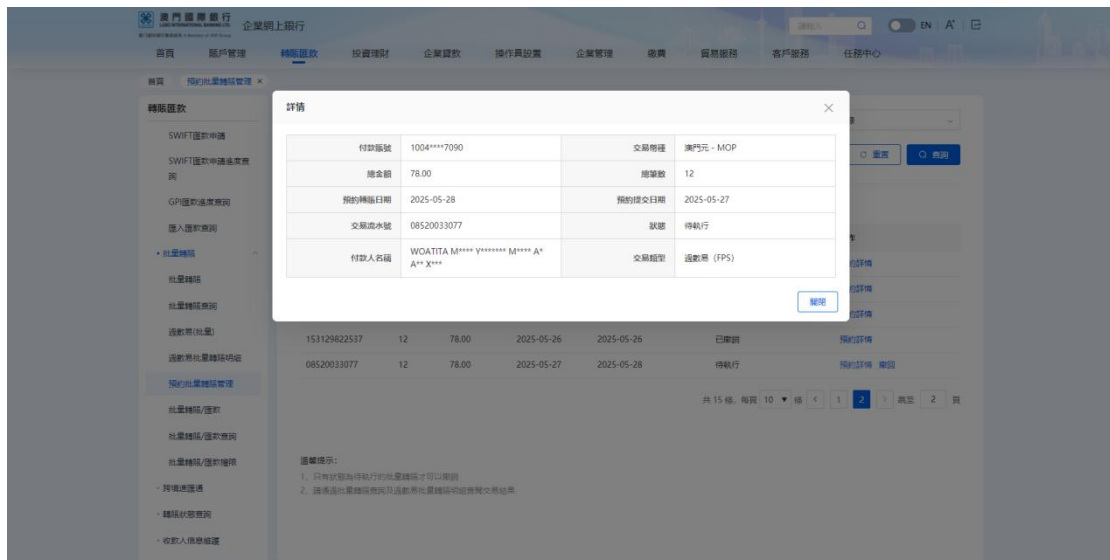 澳門國際銀行
LUSO INTERNATIONAL BANKING LTD.
企業網上銀行
EN
首頁
賬戶管理
轉賬匯款
投資理財
企業貸款
操作員設置
企業管理
繳費
貿易服務
客戶服務
任務中心
首頁
預約批量轉賬管理 ×
轉賬匯款
SWIFT匯款申請
SWIFT匯款申請進度查
詢
GPI匯款進度查詢
匯入匯款查詢
批量轉賬
批量轉賬
批量轉賬查詢
過數易(批量)
過數易批量轉賬明細
預約批量轉賬管理
批量轉賬/匯款
批量轉賬/匯款查詢
批量轉賬/匯款權限
跨境速匯通
轉賬狀態查詢
收款人信息維護
詳情
付款賬號 1004****7090 交易幣種 澳門元 - MOP
總金額 78.00 總筆數 12
預約轉賬日期 2025-05-28 預約提交日期 2025-05-27
交易流水號 08520033077 狀態 待執行
付款人名稱 WOATITA M**** Y******* M**** A*
A** X***
交易類型 過數易（FPS）
關閉
重置
查詢
約詳情
約詳情
約詳情
153129822537 12 78.00 2025-05-26 2025-05-26 已撤銷 預約詳情
08520033077 12 78.00 2025-05-27 2025-05-28 待執行 預約詳情 撤回
共 15 條, 每頁 10 條 1 2 跳至 2 頁
溫馨提示：
1、只有狀態為待執行的批量轉賬才可以撤銷
2、請通過批量轉賬查詢及過數易批量轉賬明細查閱交易結果